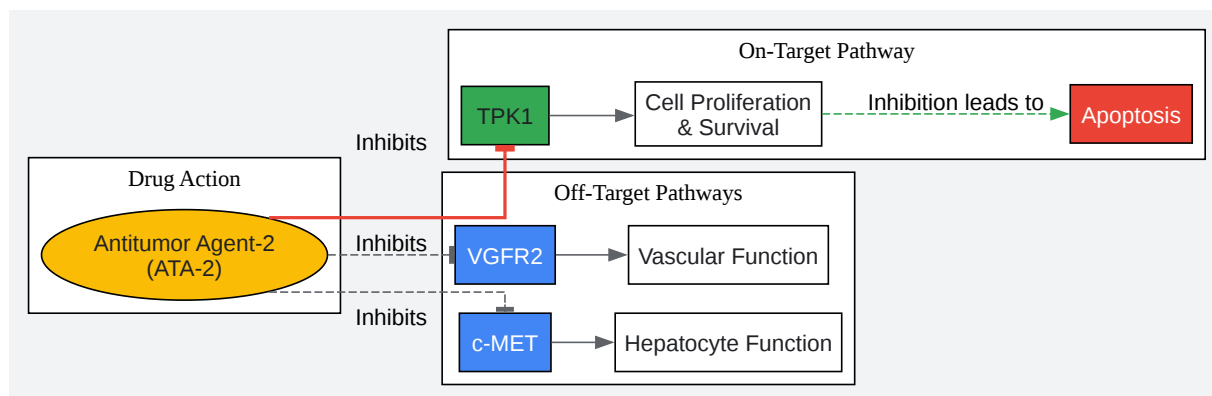 On-Target Pathway
TPK1
Cell Proliferation
& Survival
Inhibition leads to
Apoptosis
Inhibits
Drug Action
Antitumor Agent-2
(ATA-2)
Inhibits
Inhibits
Off-Target Pathways
VGFR2
Vascular Function
c-MET
Hepatocyte Function